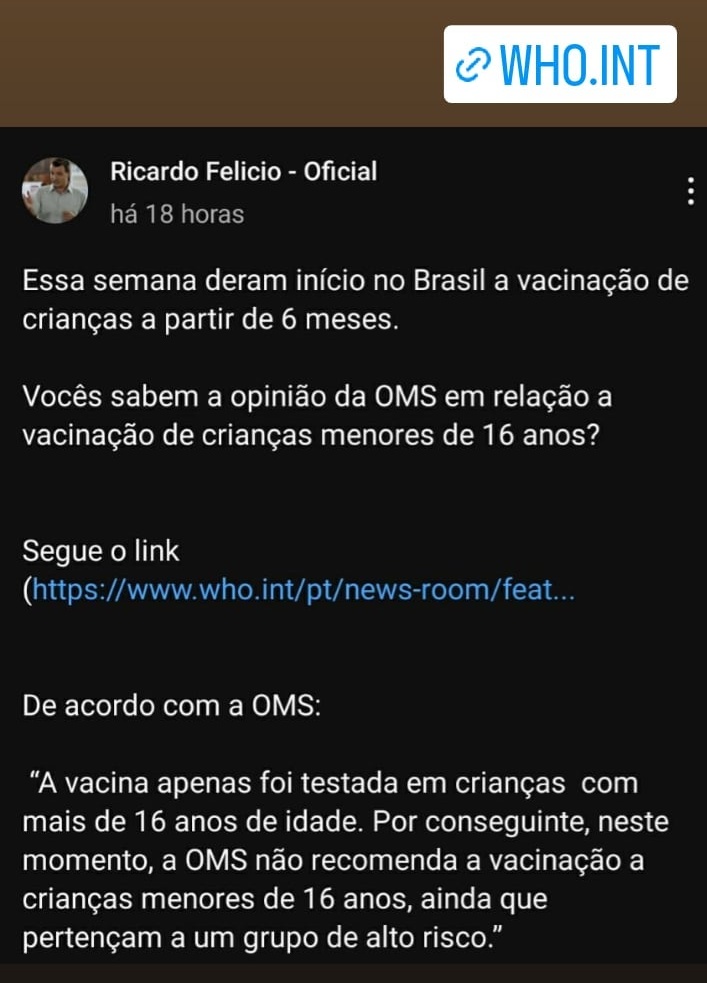 WHO.INT
Ricardo Felicio - Oficial
há 18 horas
Essa semana deram início no Brasil a vacinação de
crianças a partir de 6 meses.
Vocês sabem a opinião da OMS em relação a
vacinação de crianças menores de 16 anos?
Segue o link
(https://www.who.int/pt/news-room/feat...
De acordo com a OMS:
“A vacina apenas foi testada em crianças com
mais de 16 anos de idade. Por conseguinte, neste
momento, a OMS não recomenda a vacinação a
crianças menores de 16 anos, ainda que
pertençam a um grupo de alto risco.”